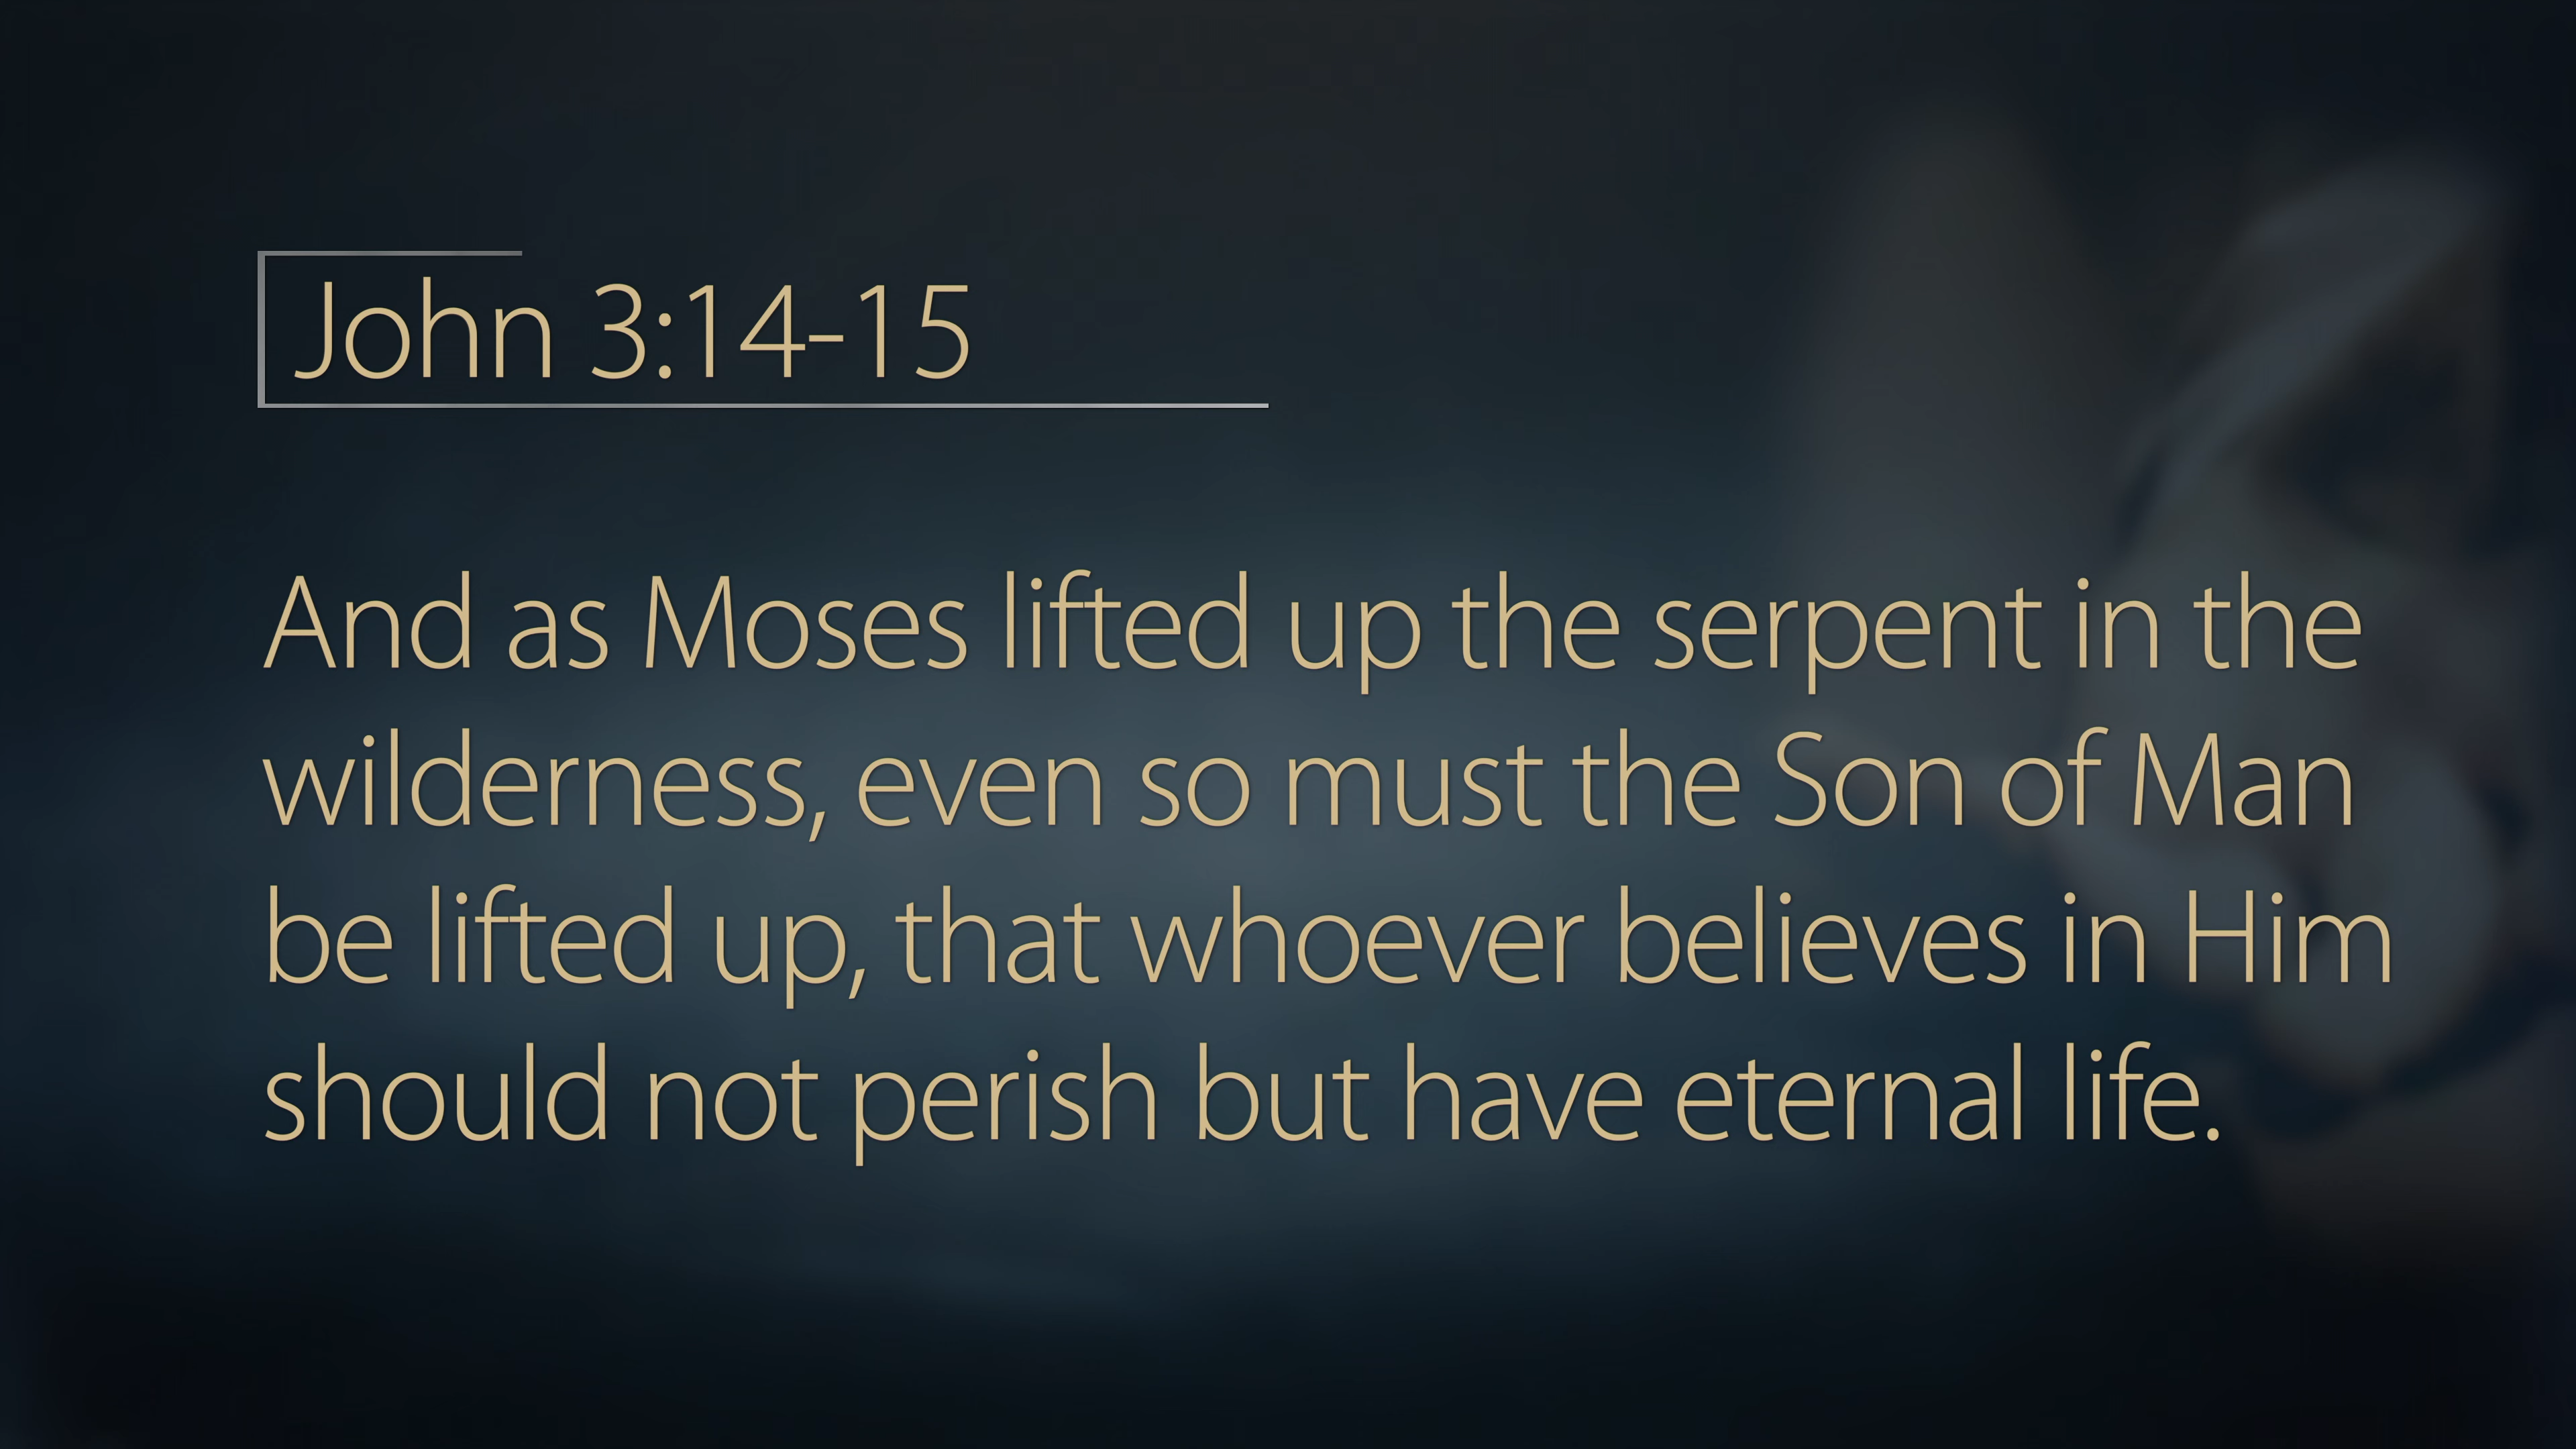 John 3:14-15
And as Moses lifted up the serpent in the
wilderness, even so must the Son of Man
be lifted up, that whoever believes in Him
should not perish but have eternal life.